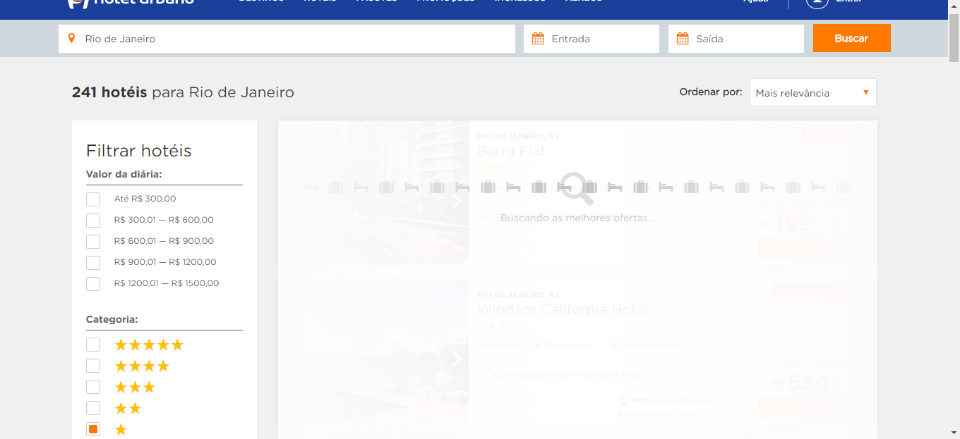 Hotel Urbano
Rio de Janeiro
Entrada
Saída
Buscar
241 hotéis para Rio de Janeiro
Ordenar por:
Mais relevância
Filtrar hotéis
Valor da diária:
Até R$ 300,00
R$ 300,01 — R$ 600,00
R$ 600,01 — R$ 900,00
R$ 900,01 — R$ 1200,00
R$ 1200,01 — R$ 1500,00
Categoria:
RIO DE JANEIRO, RJ
Barra Flat
Buscando as melhores ofertas...
193
RIO DE JANEIRO, RJ
Windsor California Hotel
534